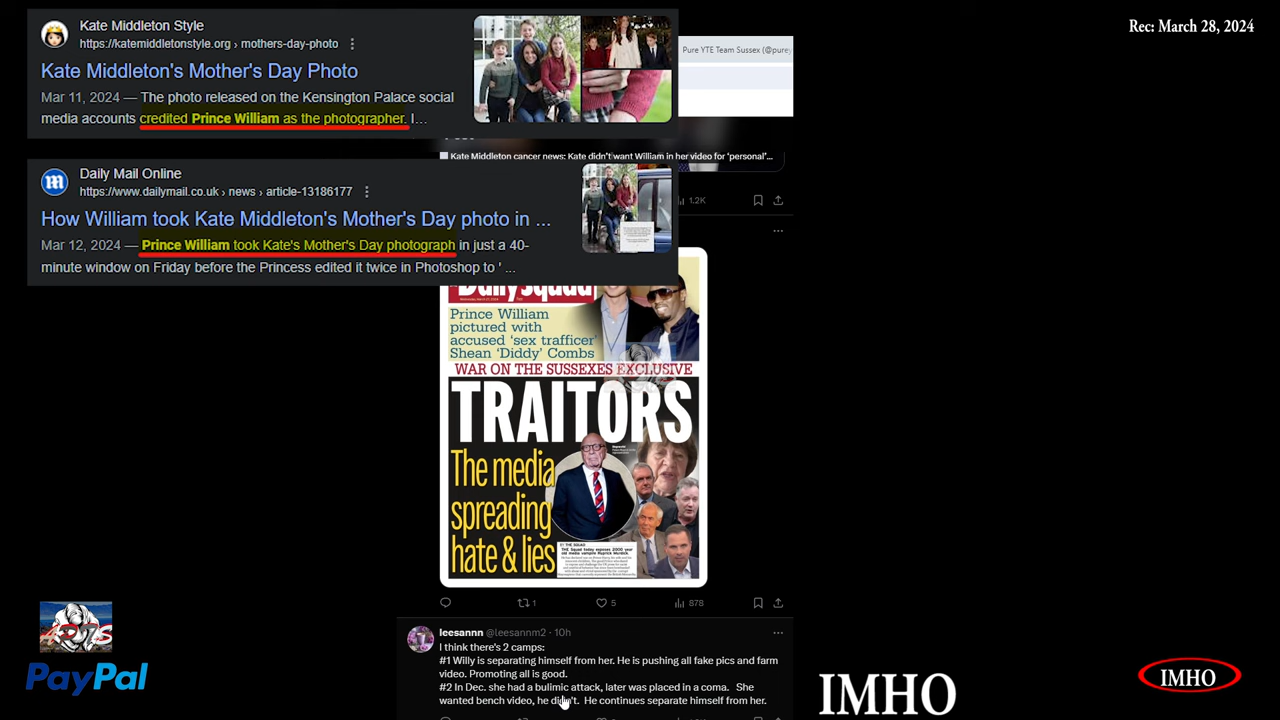 Kate Middleton Style
https://katemiddletonstyle.org › mothers-day-photo
Kate Middleton's Mother's Day Photo
Mar 11, 2024 — The photo released on the Kensington Palace social
media accounts credited Prince William as the photographer. I...
Rec: March 28, 2024
Pure YTE Team Sussex (@purey
Kate Middleton cancer news: Kate didn't want William in her video for 'personal'...
Daily Mail Online
https://www.dailymail.co.uk › news › article-13186177
How William took Kate Middleton's Mother's Day photo in ...
Mar 12, 2024 — Prince William took Kate's Mother's Day photograph in just a 40-
minute window on Friday before the Princess edited it twice in Photoshop to ' ...
1.2K
DailySquad
Prince William
pictured with
accused 'sex trafficer'
Shean 'Diddy' Combs
WAR ON THE SUSSEXES EXCLUSIVE
TRAITORS
The media
spreading
hate & lies
1
5
878
leesannn @leesannm2 · 10h
I think there's 2 camps:
#1 Willy is separating himself from her. He is pushing all fake pics and farm
video. Promoting all is good.
#2 In Dec. she had a bulimic attack, later was placed in a coma. She
wanted bench video, he didn't. He continues separate himself from her.
PayPal
IMHO
IMHO